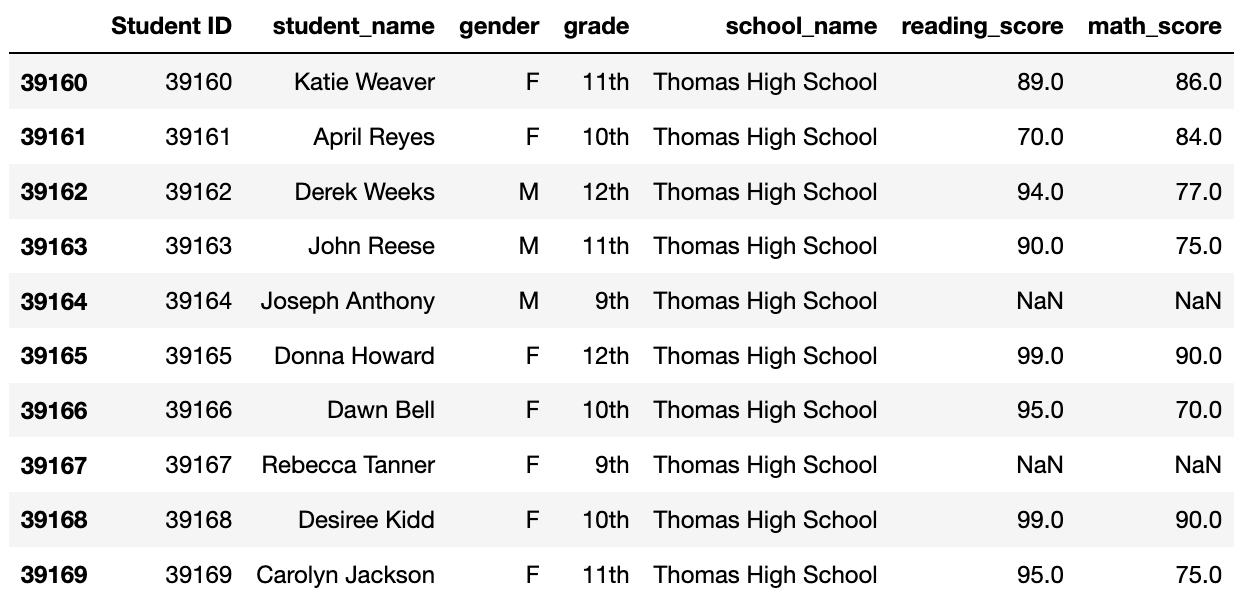 Student ID student_name gender grade school_name reading_score math_score
39160 39160 Katie Weaver F 11th Thomas High School 89.0 86.0
39161 39161 April Reyes F 10th Thomas High School 70.0 84.0
39162 39162 Derek Weeks M 12th Thomas High School 94.0 77.0
39163 39163 John Reese M 11th Thomas High School 90.0 75.0
39164 39164 Joseph Anthony M 9th Thomas High School NaN NaN
39165 39165 Donna Howard F 12th Thomas High School 99.0 90.0
39166 39166 Dawn Bell F 10th Thomas High School 95.0 70.0
39167 39167 Rebecca Tanner F 9th Thomas High School NaN NaN
39168 39168 Desiree Kidd F 10th Thomas High School 99.0 90.0
39169 39169 Carolyn Jackson F 11th Thomas High School 95.0 75.0